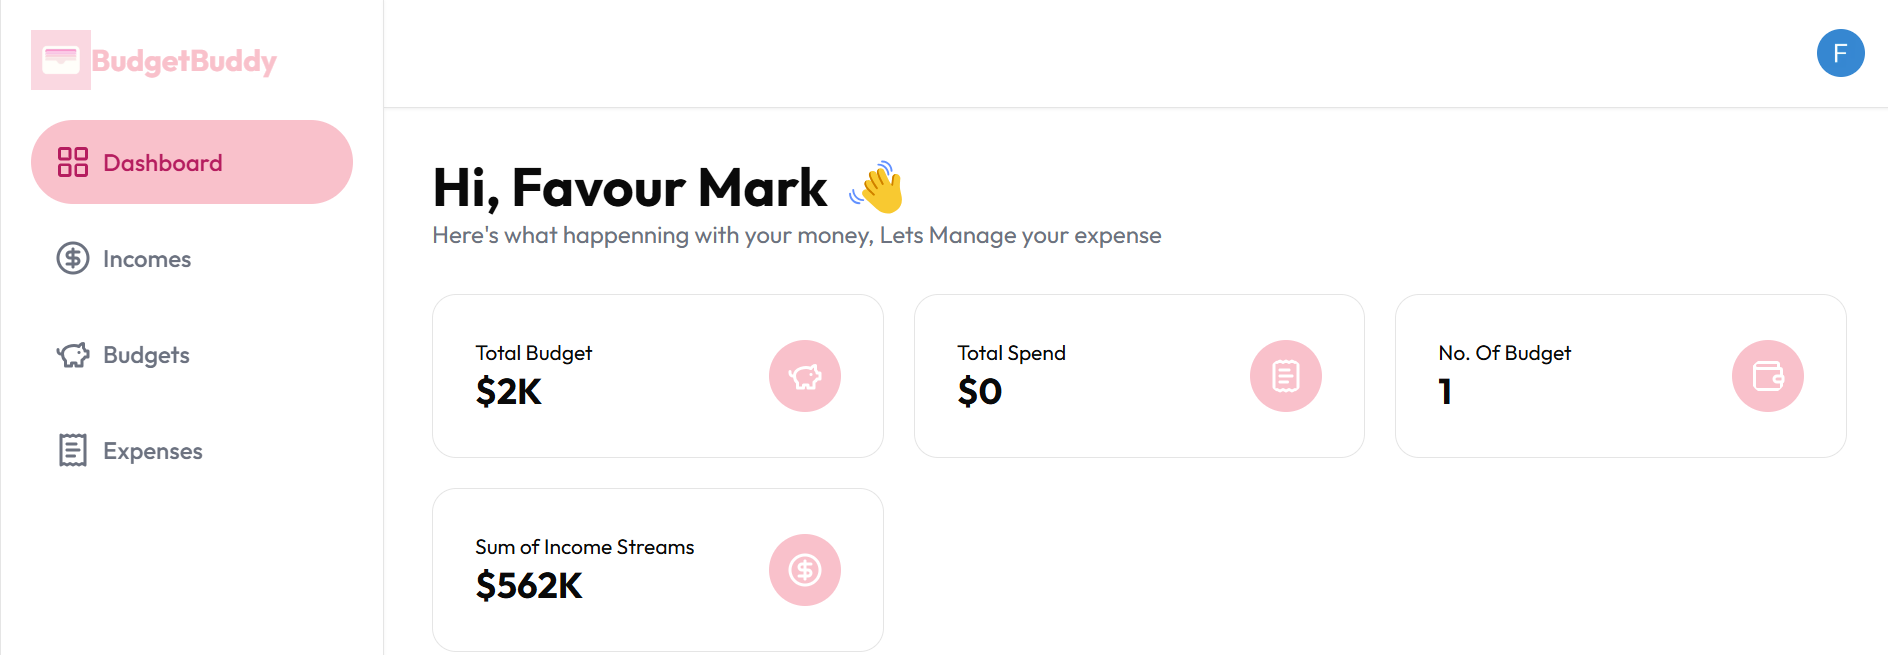 BudgetBuddy
F
Dashboard
Incomes
Budgets
Expenses
Hi, Favour Mark 👋
Here's what happenning with your money, Lets Manage your expense
Total Budget
$2K
Total Spend
$0
No. Of Budget
1
Sum of Income Streams
$562K